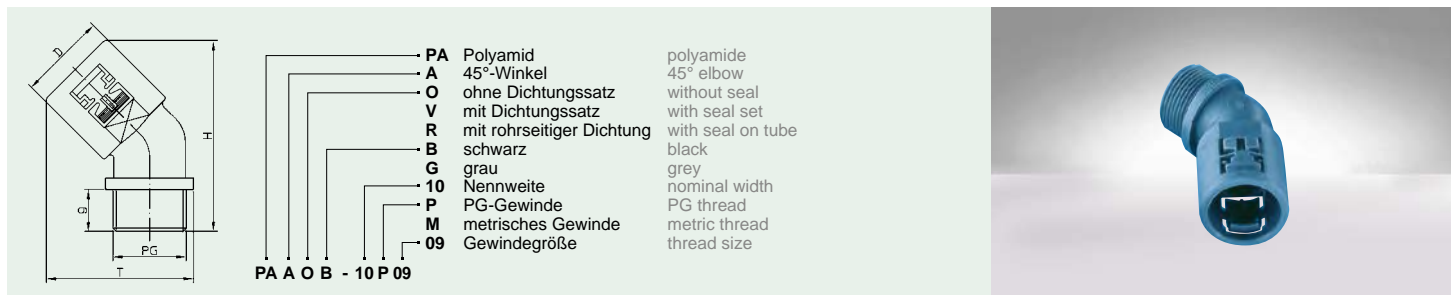 D
H
g
PG
T
PA Polyamid polyamide
A 45°-Winkel 45° elbow
O ohne Dichtungssatz without seal
V mit Dichtungssatz with seal set
R mit rohrseitiger Dichtung with seal on tube
B schwarz black
G grau grey
10 Nennweite nominal width
P PG-Gewinde PG thread
M metrisches Gewinde metric thread
09 Gewindegröße thread size
PA A O B - 10 P 09